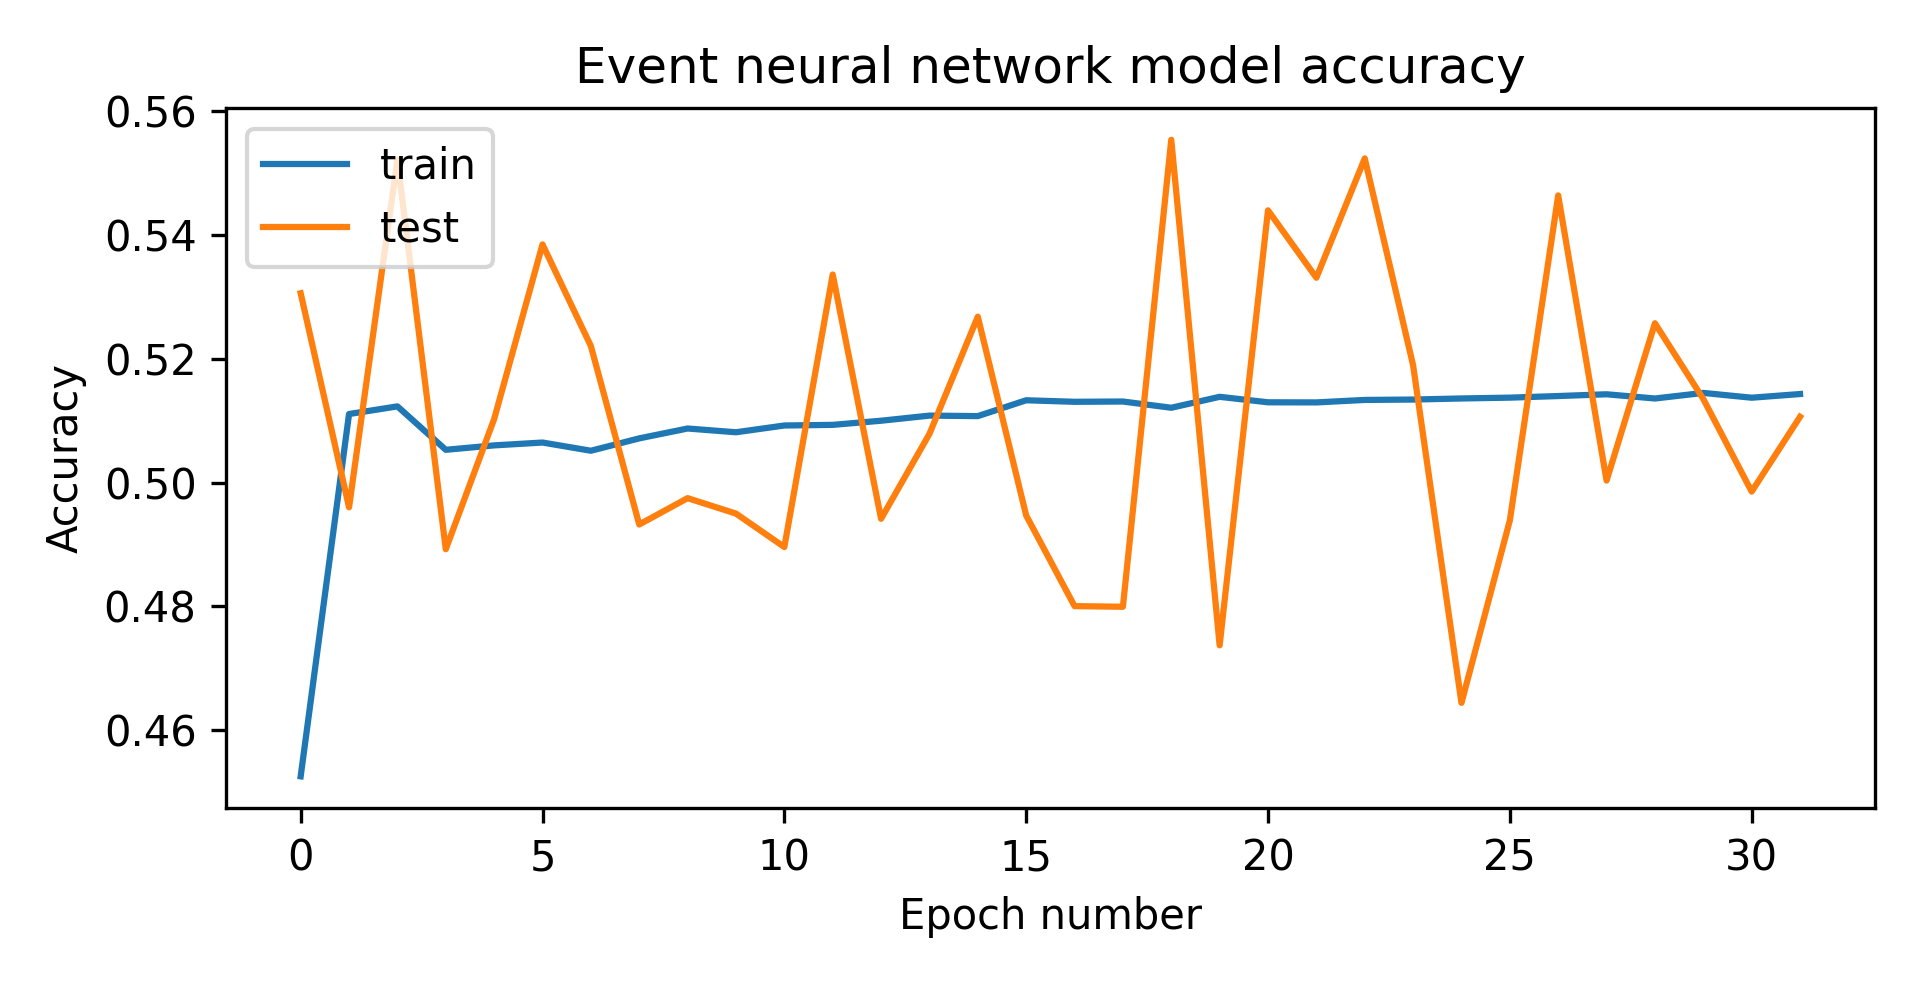 Event neural network model accuracy
train
test
0.56
0.54
0.52
0.50
0.48
0.46
Accuracy
0 5 10 15 20 25 30
Epoch number